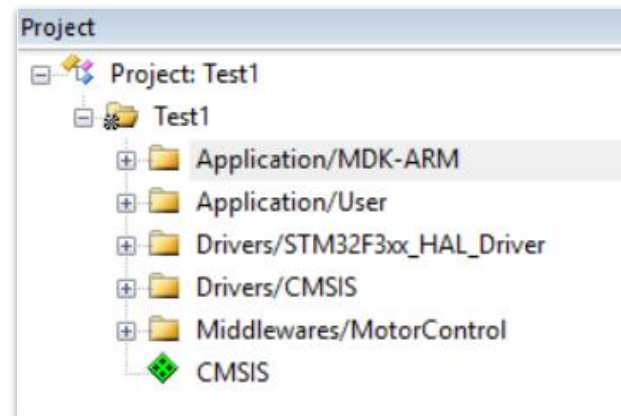 Project
Project: Test1
Test1
Application/MDK-ARM
Application/User
Drivers/STM32F3xx_HAL_Driver
Drivers/CMSIS
Middlewares/MotorControl
CMSIS